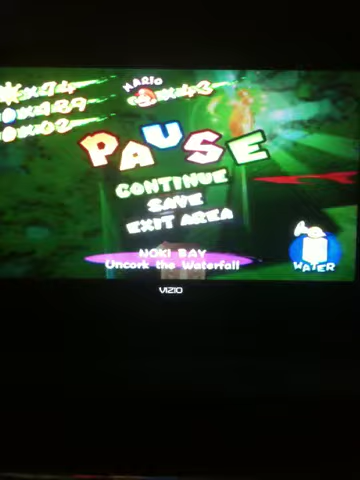 MARIO
PAUSE
CONTINUE
SAVE
EXIT AREA
NOKI BAY
Uncork the Waterfall
WATER
VIZIO